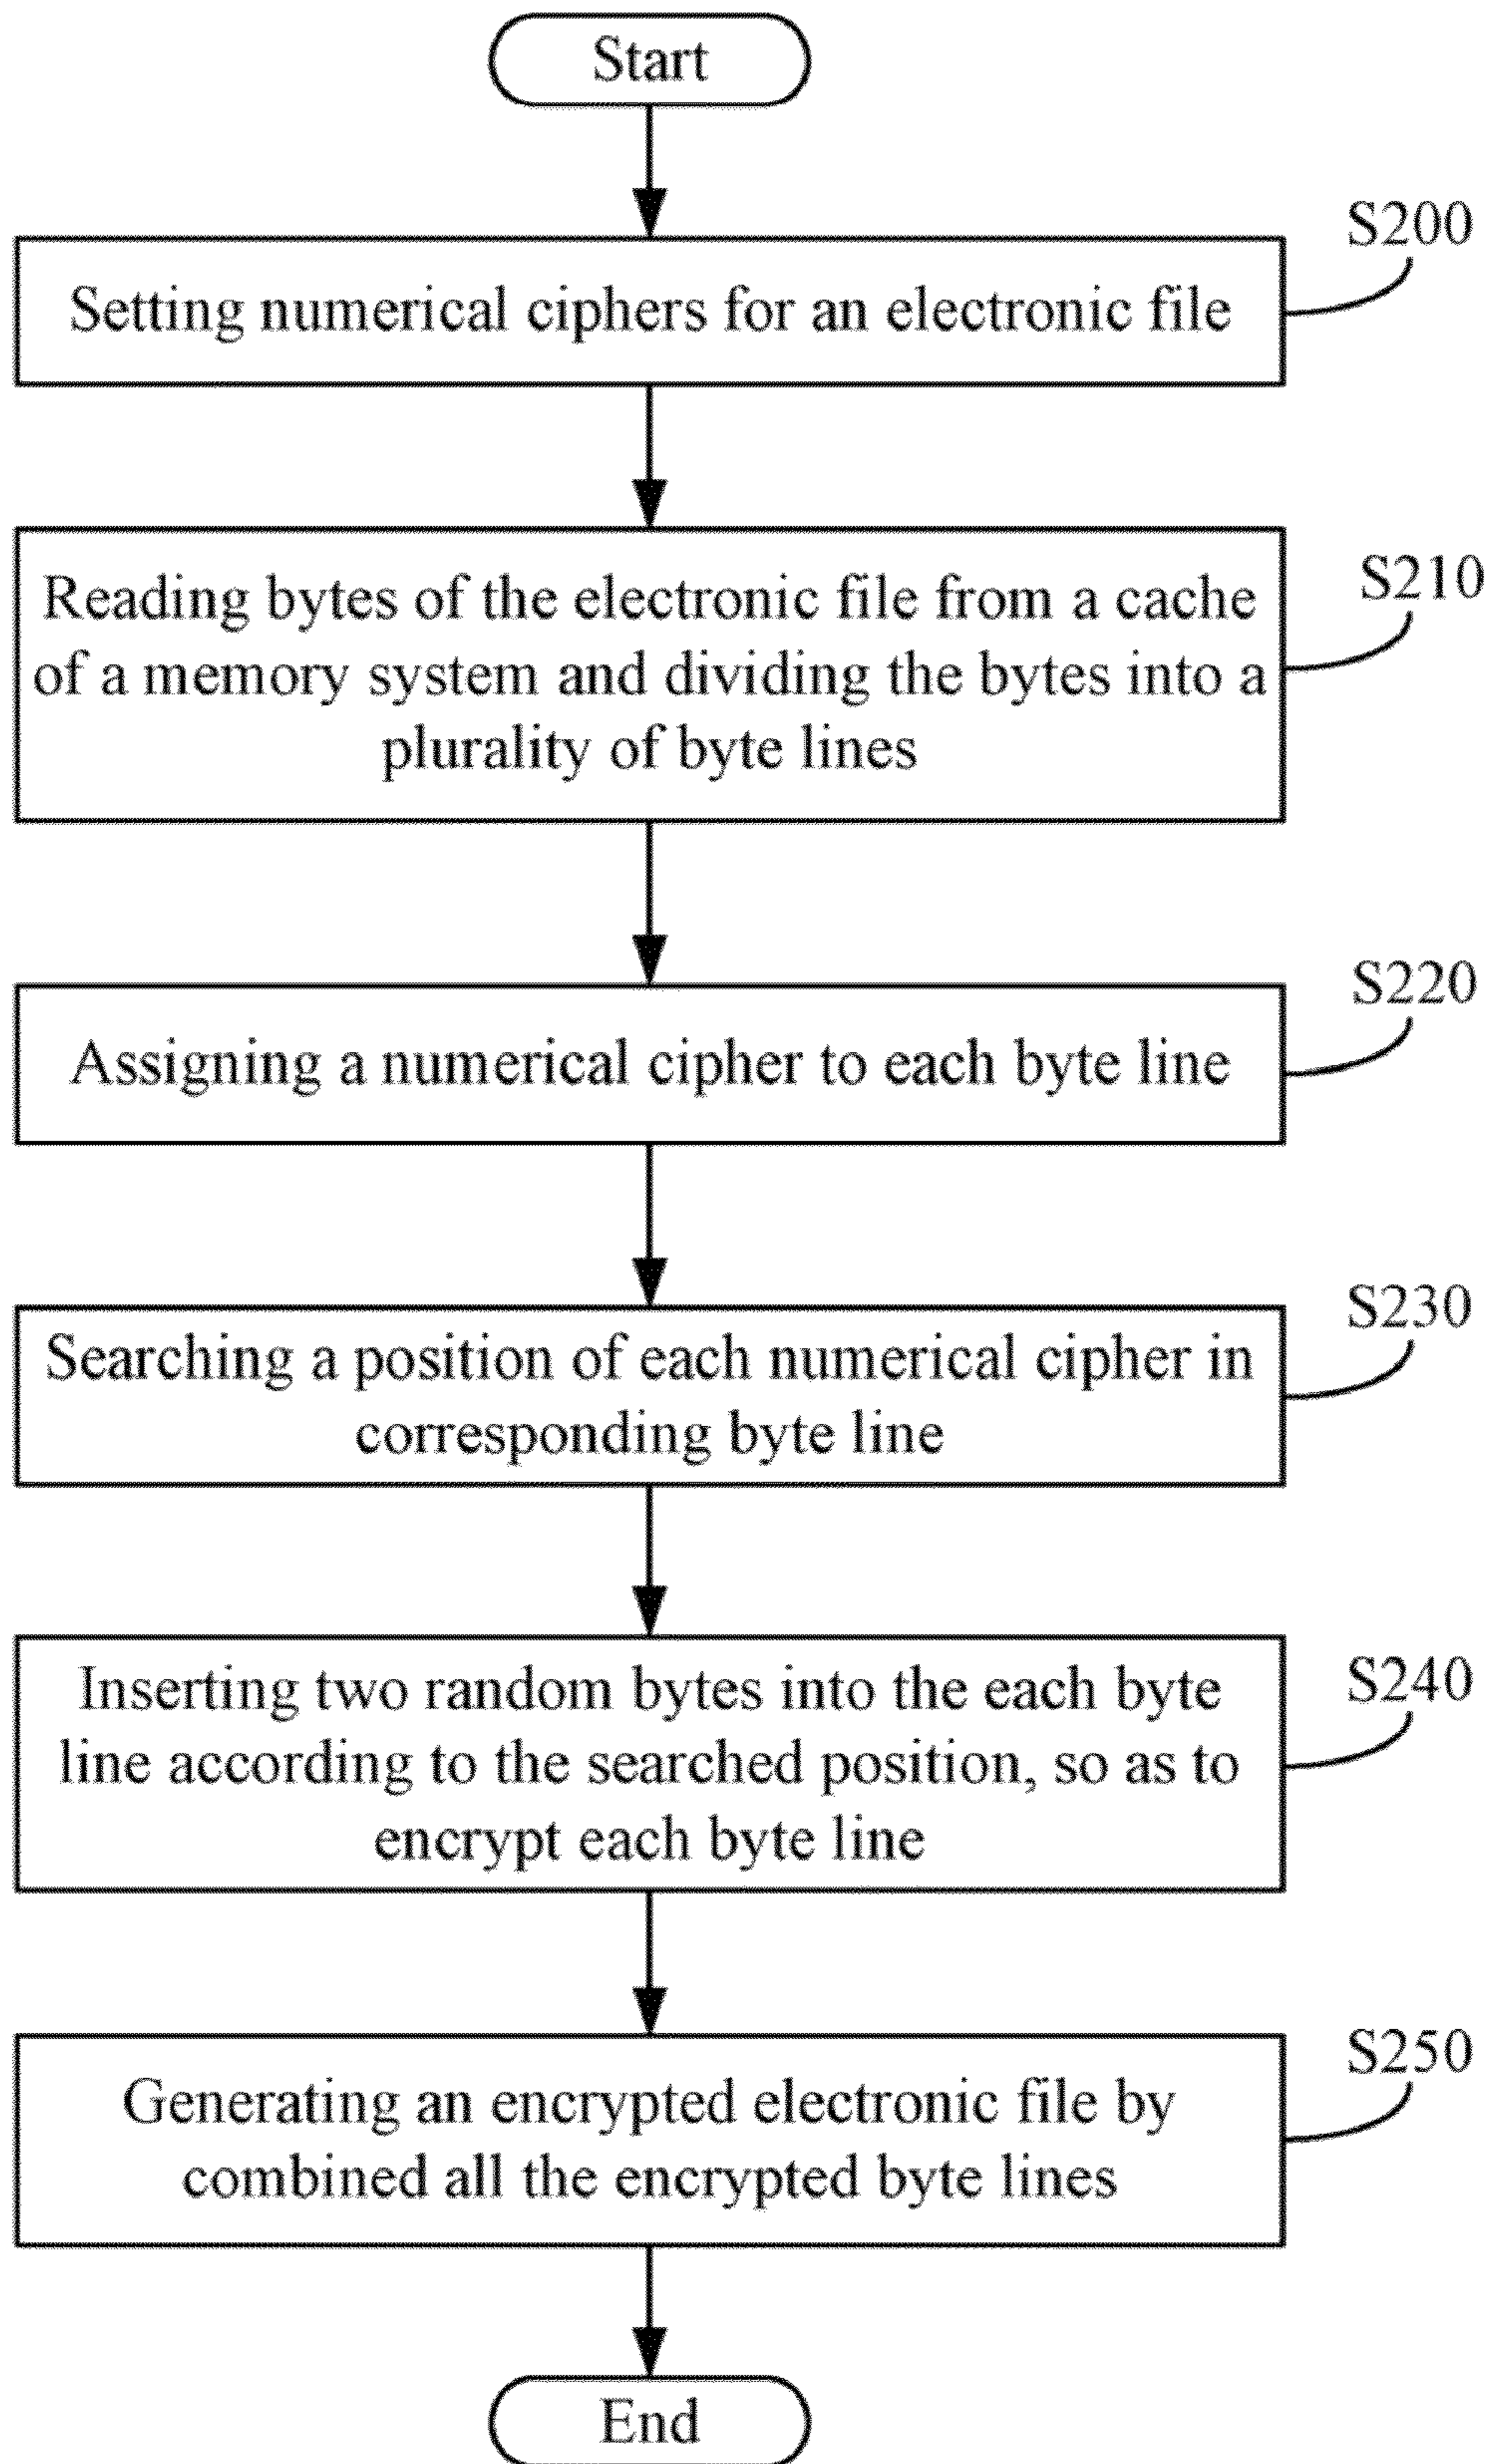 Start
S200
Setting numerical ciphers for an electronic file
S210
Reading bytes of the electronic file from a cache
of a memory system and dividing the bytes into a
plurality of byte lines
S220
Assigning a numerical cipher to each byte line
S230
Searching a position of each numerical cipher in
corresponding byte line
S240
Inserting two random bytes into the each byte
line according to the searched position, so as to
encrypt each byte line
S250
Generating an encrypted electronic file by
combined all the encrypted byte lines
End